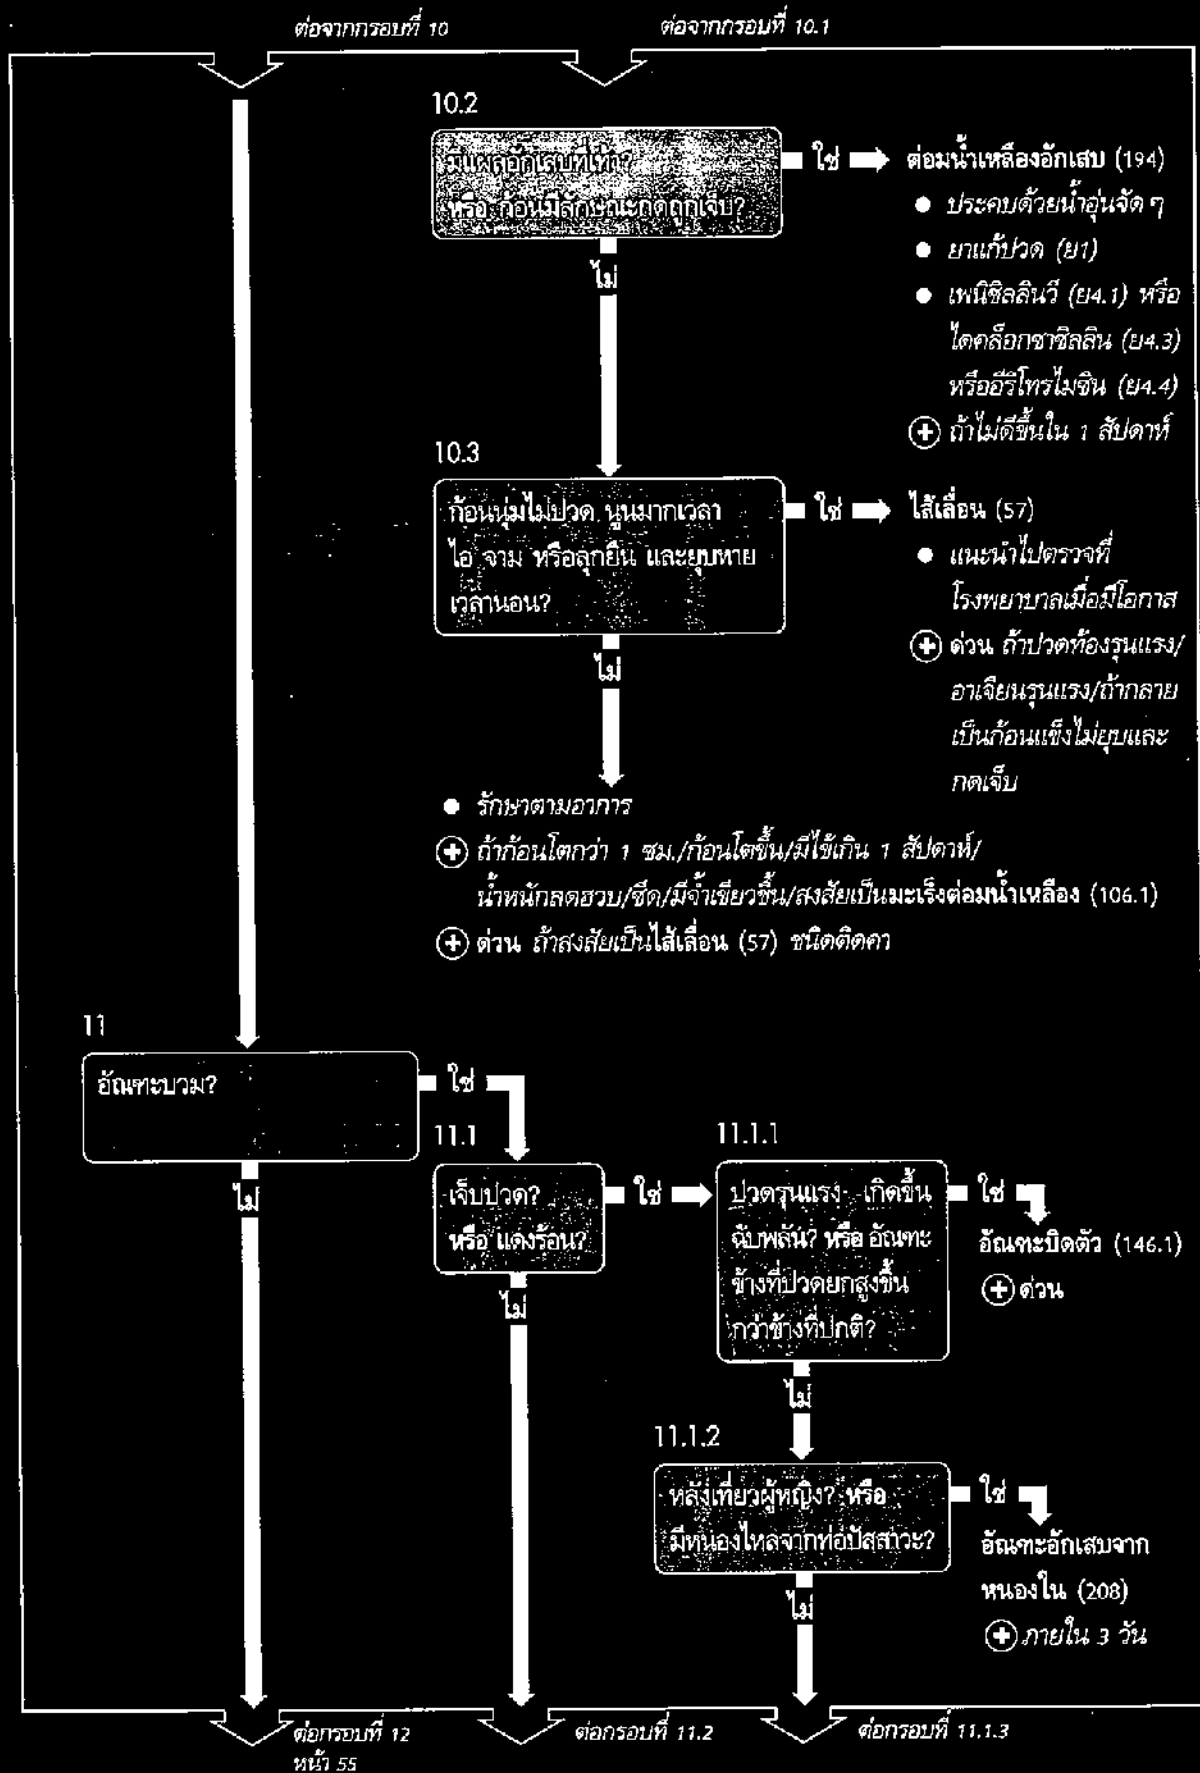 ต่อจากกรอบที่ 10
ต่อจากกรอบที่ 10.1
10.2
มีแผลอักเสบที่เท้า?
หรือ ก้อนมีลักษณะกดถูกเจ็บ?
ใช่
ต่อมน้ำเหลืองอักเสบ (194)
● ประคบด้วยน้ำอุ่นจัด ๆ
● ยาแก้ปวด (ย1)
● เพนิซิลลินวี (ย4.1) หรือ
ไดคล็อกซาซิลลิน (ย4.3)
หรืออีริโทรไมซิน (ย4.4)
⊕ ถ้าไม่ดีขึ้นใน 1 สัปดาห์
ไม่
10.3
ก้อนนุ่มไม่ปวด นูนมากเวลา
ไอ จาม หรือลุกยืน และยุบหาย
เวลานอน?
ใช่
ไส้เลื่อน (57)
● แนะนำไปตรวจที่
โรงพยาบาลเมื่อมีโอกาส
⊕ ด่วน ถ้าปวดท้องรุนแรง/
อาเจียนรุนแรง/ถ้ากลาย
เป็นก้อนแข็งไม่ยุบและ
กดเจ็บ
ไม่
● รักษาตามอาการ
⊕ ถ้าก้อนโตกว่า 1 ซม./ก้อนโตขึ้น/มีไข้เกิน 1 สัปดาห์/
น้ำหนักลดฮวบ/ซีด/มีจ้ำเขียวขึ้น/สงสัยเป็นมะเร็งต่อมน้ำเหลือง (106.1)
⊕ ด่วน ถ้าสงสัยเป็นไส้เลื่อน (57) ชนิดติดคา
11
อัณฑะบวม?
ใช่
ไม่
11.1
เจ็บปวด?
หรือ แดงร้อน?
ใช่
ไม่
11.1.1
ปวดรุนแรง เกิดขึ้น
ฉับพลัน? หรือ อัณฑะ
ข้างที่ปวดยกสูงขึ้น
กว่าข้างที่ปกติ?
ใช่
อัณฑะบิดตัว (146.1)
⊕ ด่วน
ไม่
11.1.2
หลังเที่ยวผู้หญิง? หรือ
มีหนองไหลจากท่อปัสสาวะ?
ใช่
อัณฑะอักเสบจาก
หนองใน (208)
⊕ ภายใน 3 วัน
ไม่
ต่อกรอบที่ 12
หน้า 55
ต่อกรอบที่ 11.2
ต่อกรอบที่ 11.1.3